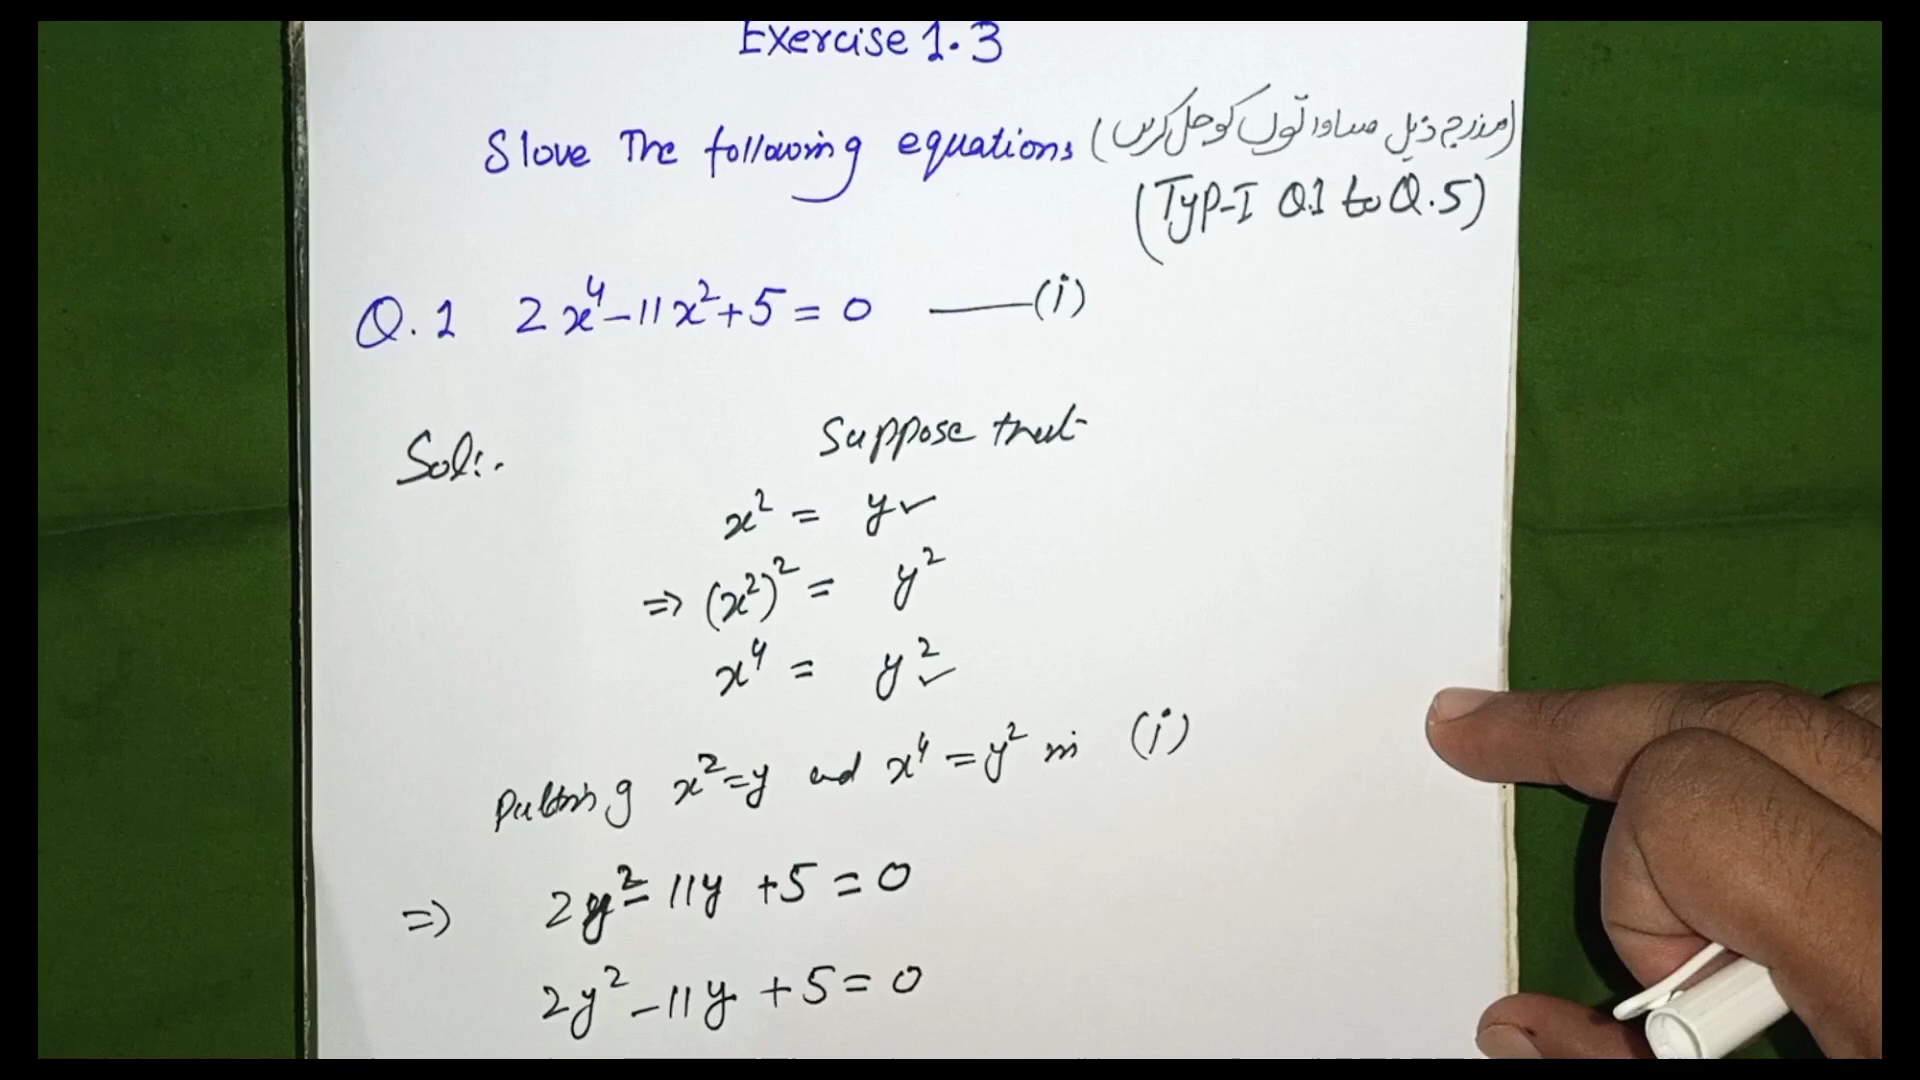 Exercise 1.3
Slove The following equations (مندرجہ ذیل مساواتوں کو حل کریں)
(Typ-I Q.1 to Q.5)
Q.1 2x⁴-11x²+5=0 ——(i)
Sol:. Suppose that
x² = y✓
=> (x²)² = y²
x⁴ = y²✓
Putting x²=y and x⁴=y² in (i)
=> 2y²-11y+5=0
2y²-11y+5=0